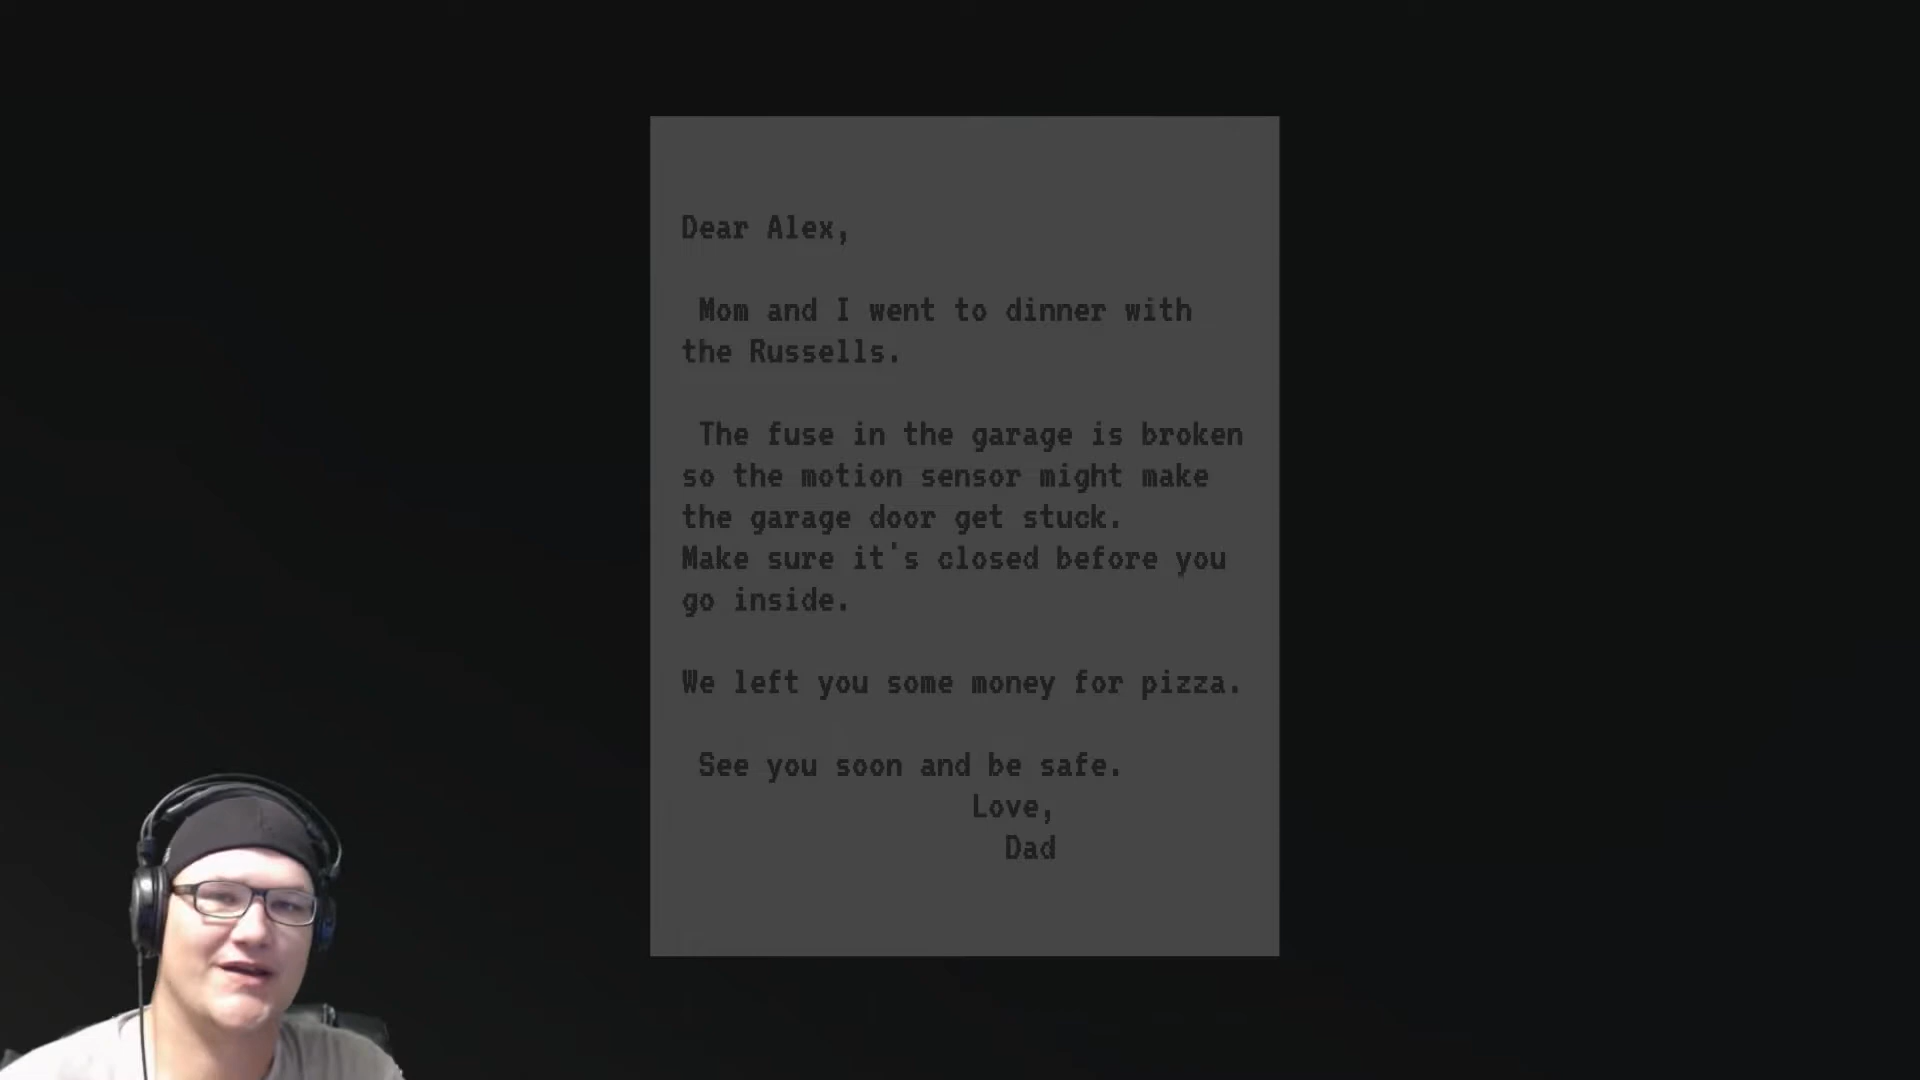 Dear Alex,
Mom and I went to dinner with
the Russells.
The fuse in the garage is broken
so the motion sensor might make
the garage door get stuck.
Make sure it's closed before you
go inside.
We left you some money for pizza.
See you soon and be safe.
Love,
Dad